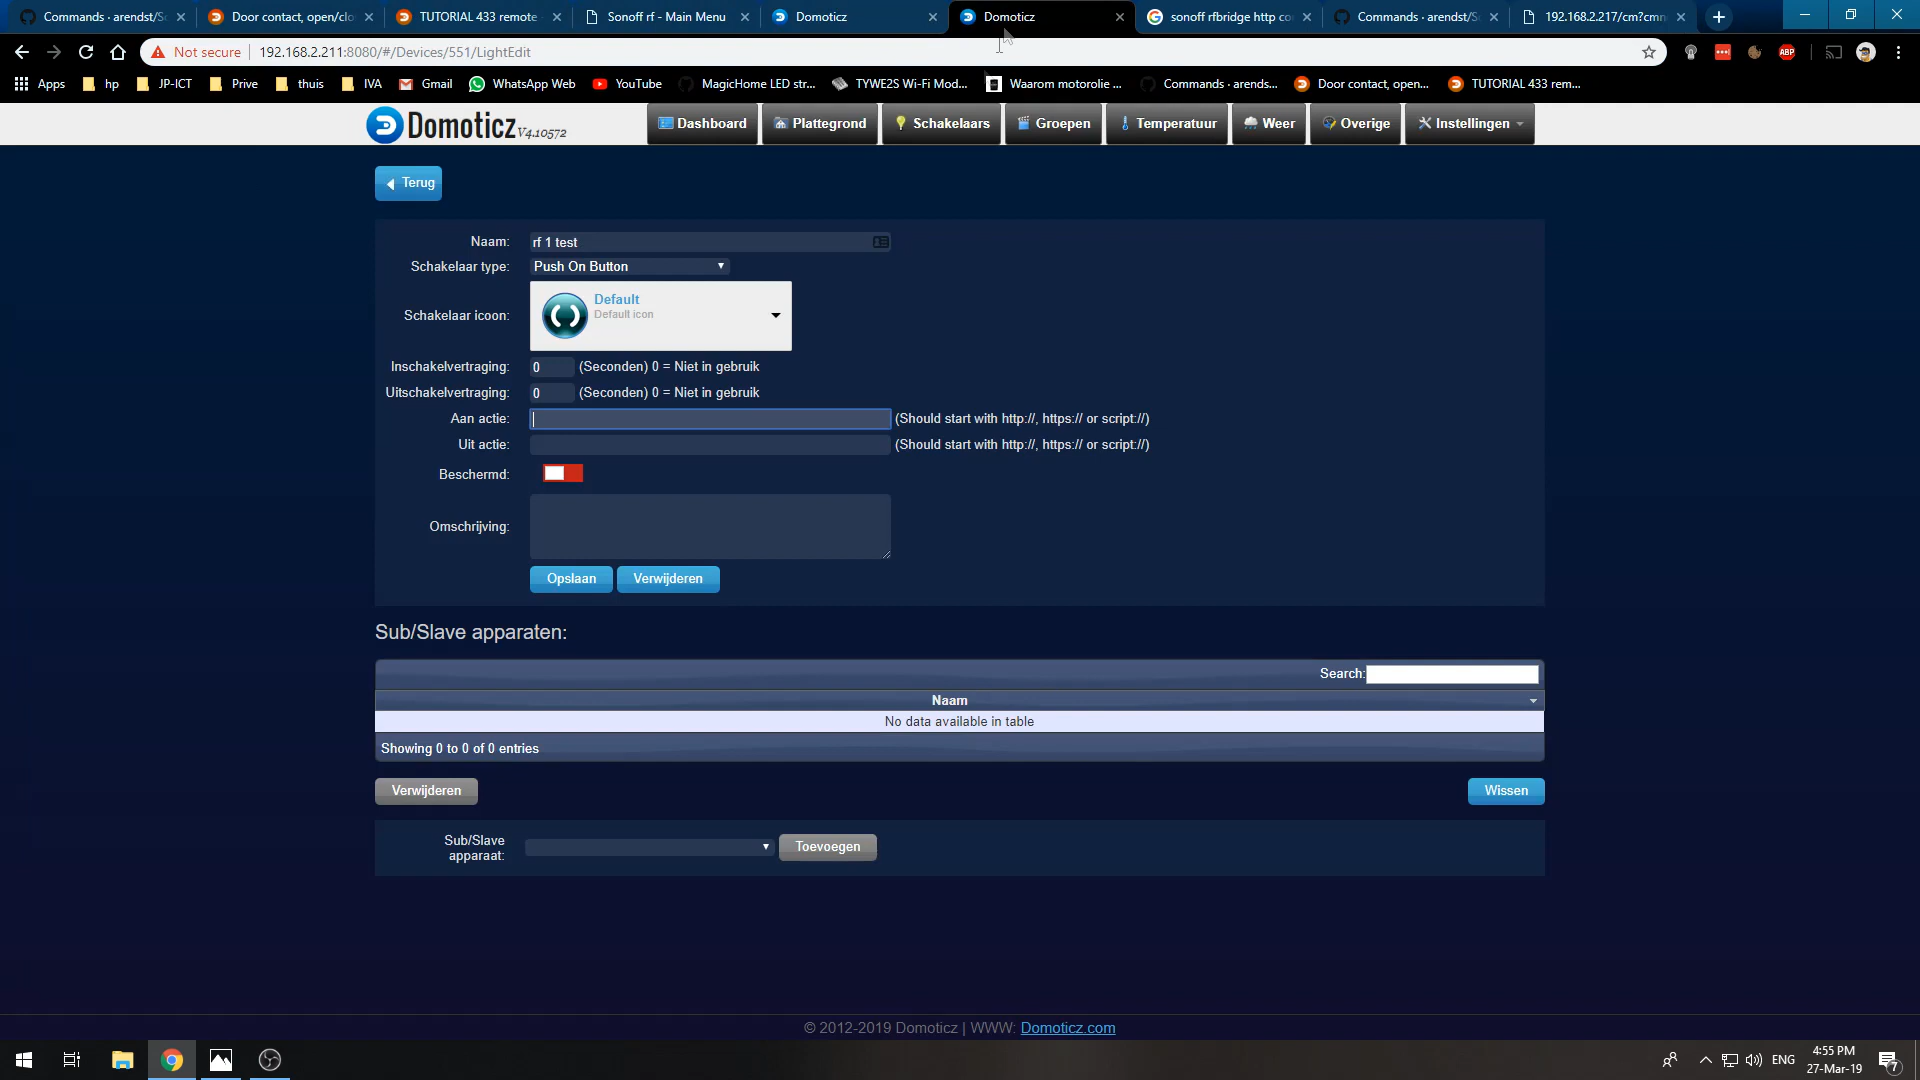 Commands · arendst/Sc
Door contact, open/clo
TUTORIAL 433 remote
Sonoff rf - Main Menu
Domoticz
Domoticz
sonoff rfbridge http co
Commands · arendst/Sc
192.168.2.217/cm?cmn
Not secure
192.168.2.211:8080/#/Devices/551/LightEdit
ABP
Apps
hp
JP-ICT
Prive
thuis
IVA
Gmail
WhatsApp Web
YouTube
MagicHome LED str...
TYWE2S Wi-Fi Mod...
Waarom motorolie ...
Commands · arends...
Door contact, open...
TUTORIAL 433 rem...
Domoticz V4.10572
Dashboard
Plattegrond
Schakelaars
Groepen
Temperatuur
Weer
Overige
Instellingen
Terug
Naam: rf 1 test
Schakelaar type: Push On Button
Schakelaar icoon: Default
Default icon
Inschakelvertraging: 0 (Seconden) 0 = Niet in gebruik
Uitschakelvertraging: 0 (Seconden) 0 = Niet in gebruik
Aan actie: (Should start with http://, https:// or script://)
Uit actie: (Should start with http://, https:// or script://)
Beschermd:
Omschrijving:
Opslaan
Verwijderen
Sub/Slave apparaten:
Search:
Naam
No data available in table
Showing 0 to 0 of 0 entries
Verwijderen
Wissen
Sub/Slave
apparaat:
Toevoegen
© 2012-2019 Domoticz | WWW: Domoticz.com
ENG
4:55 PM
27-Mar-19
7